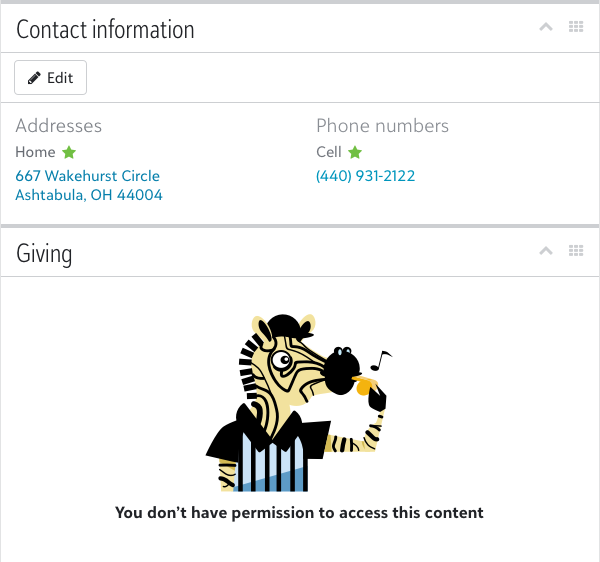 Contact information
Edit
Addresses
Phone numbers
Home
Cell
667 Wakehurst Circle
(440) 931-2122
Ashtabula, OH 44004
Giving
You don’t have permission to access this content